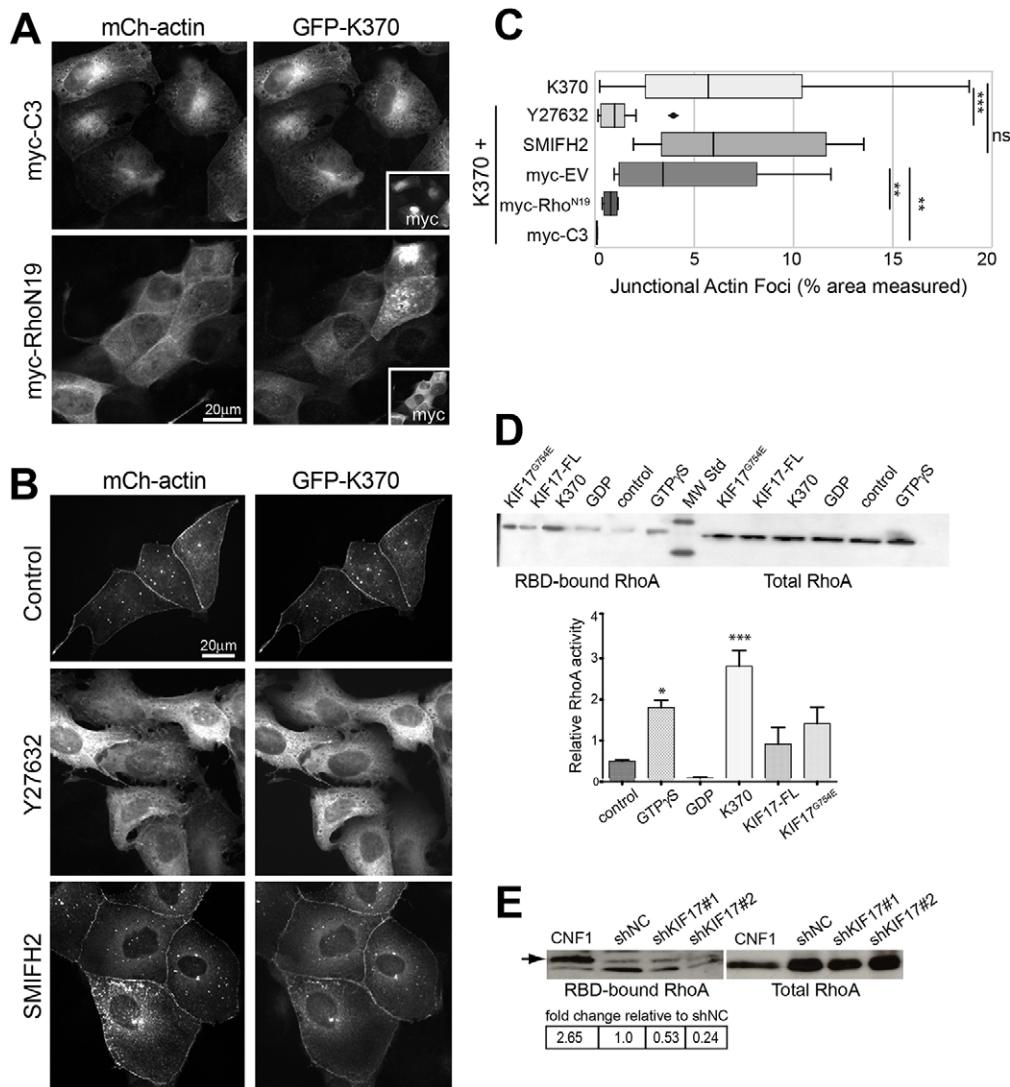 A
mCh-actin GFP-K370
myc-C3
myc
myc-RhoN19
20μm
myc
B
mCh-actin GFP-K370
Control
20μm
Y27632
SMIFH2
C
K370 +
K370
Y27632
SMIFH2
myc-EV
myc-Rho^N19
myc-C3
***
ns
**
**
0 5 10 15 20
Junctional Actin Foci (% area measured)
D
KIF17^G754E KIF17-FL K370 GDP control GTPγS MW Std KIF17^G754E KIF17-FL K370 GDP control GTPγS
RBD-bound RhoA Total RhoA
Relative RhoA activity
4
3
2
1
0
*
***
control GTPγS GDP K370 KIF17-FL KIF17^G754E
E
CNF1 shNC shKIF17#1 shKIF17#2 CNF1 shNC shKIF17#1 shKIF17#2
RBD-bound RhoA Total RhoA
fold change relative to shNC
2.65 1.0 0.53 0.24